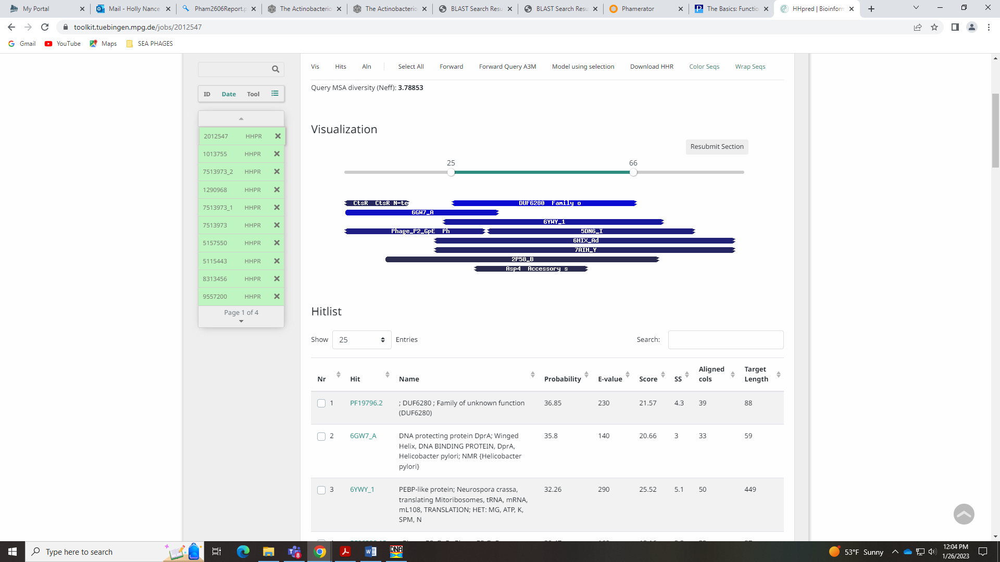 My Portal
Mail - Holly Nance
Pham2606Report.p
The Actinobacterio
The Actinobacterio
BLAST Search Resu
BLAST Search Resu
Phamerator
The Basics: Functio
HHpred | Bioinform
toolkit.tuebingen.mpg.de/jobs/2012547
Gmail
YouTube
Maps
SEA PHAGES
Vis Hits Aln Select All Forward Forward Query A3M Model using selection Download HHR Color Seqs Wrap Seqs
ID Date Tool
2012547 HHPR
1013755 HHPR
7513973_2 HHPR
1290968 HHPR
7513973_1 HHPR
7513973 HHPR
5157550 HHPR
5115443 HHPR
8313456 HHPR
9557200 HHPR
Page 1 of 4
Query MSA diversity (Neff): 3.78853
Visualization
Resubmit Section
25 66
CtsR CtsR N-te DUF6280 Family o
6GW7_A
6YWY_1
Phage_P2_GpE Ph 5DN6_I
6HIX_Ad
7AIH_Y
2P58_B
Asp4 Accessory s
Hitlist
Show 25 Entries Search:
Nr Hit Name Probability E-value Score SS Aligned cols Target Length
1 PF19796.2 ; DUF6280 ; Family of unknown function 36.85 230 21.57 4.3 39 88
(DUF6280)
2 6GW7_A DNA protecting protein DprA; Winged 35.8 140 20.66 3 33 59
Helix, DNA BINDING PROTEIN, DprA,
Helicobacter pylori; NMR {Helicobacter
pylori}
3 6YWY_1 PEBP-like protein; Neurospora crassa, 32.26 290 25.52 5.1 50 449
translating Mitoribosomes, tRNA, mRNA,
mL108, TRANSLATION; HET: MG, ATP, K,
SPM, N
Type here to search
8
DNA
53°F Sunny
12:04 PM
1/26/2023